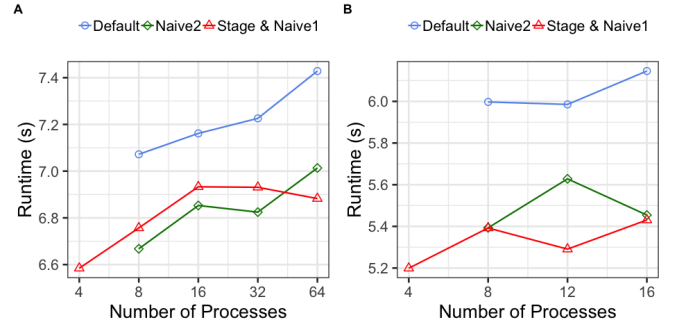 A
Default Naive2 Stage & Naive1
7.4
7.2
7.0
6.8
6.6
Runtime (s)
4 8 16 32 64
Number of Processes
B
Default Naive2 Stage & Naive1
6.0
5.8
5.6
5.4
5.2
Runtime (s)
4 8 12 16
Number of Processes